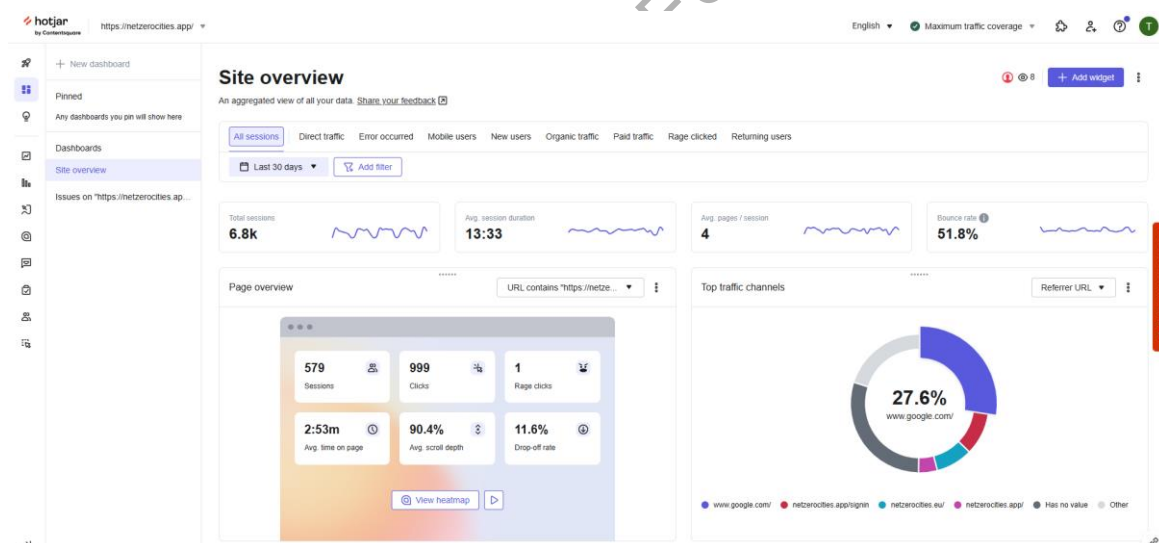 hotjar
by Contentsquare
https://netzerocities.app/
English
Maximum traffic coverage
T
New dashboard
Pinned
Any dashboards you pin will show here
Dashboards
Site overview
Issues on "https://netzerocities.ap...
Site overview
An aggregated view of all your data. Share your feedback
8
+ Add widget
All sessions Direct traffic Error occurred Mobile users New users Organic traffic Paid traffic Rage clicked Returning users
Last 30 days
Add filter
Total sessions
6.8k
Avg. session duration
13:33
Avg. pages / session
4
Bounce rate
51.8%
Page overview
URL contains "https://netze...
579
Sessions
999
Clicks
1
Rage clicks
2:53m
Avg. time on page
90.4%
Avg. scroll depth
11.6%
Drop-off rate
View heatmap
Top traffic channels
Referrer URL
27.6%
www.google.com/
www.google.com/ netzerocities.app/signin netzerocities.eu/ netzerocities.app/ Has no value Other